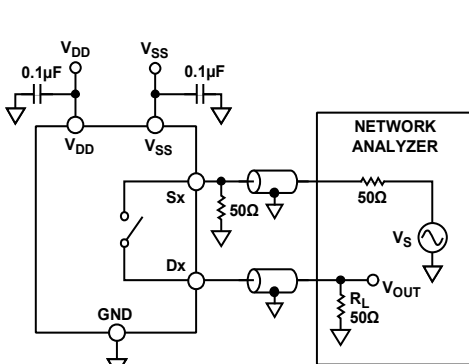 VDD
VSS
0.1µF
0.1µF
VDD
VSS
NETWORK
ANALYZER
Sx
50Ω
50Ω
VS
Dx
VOUT
RL
50Ω
GND